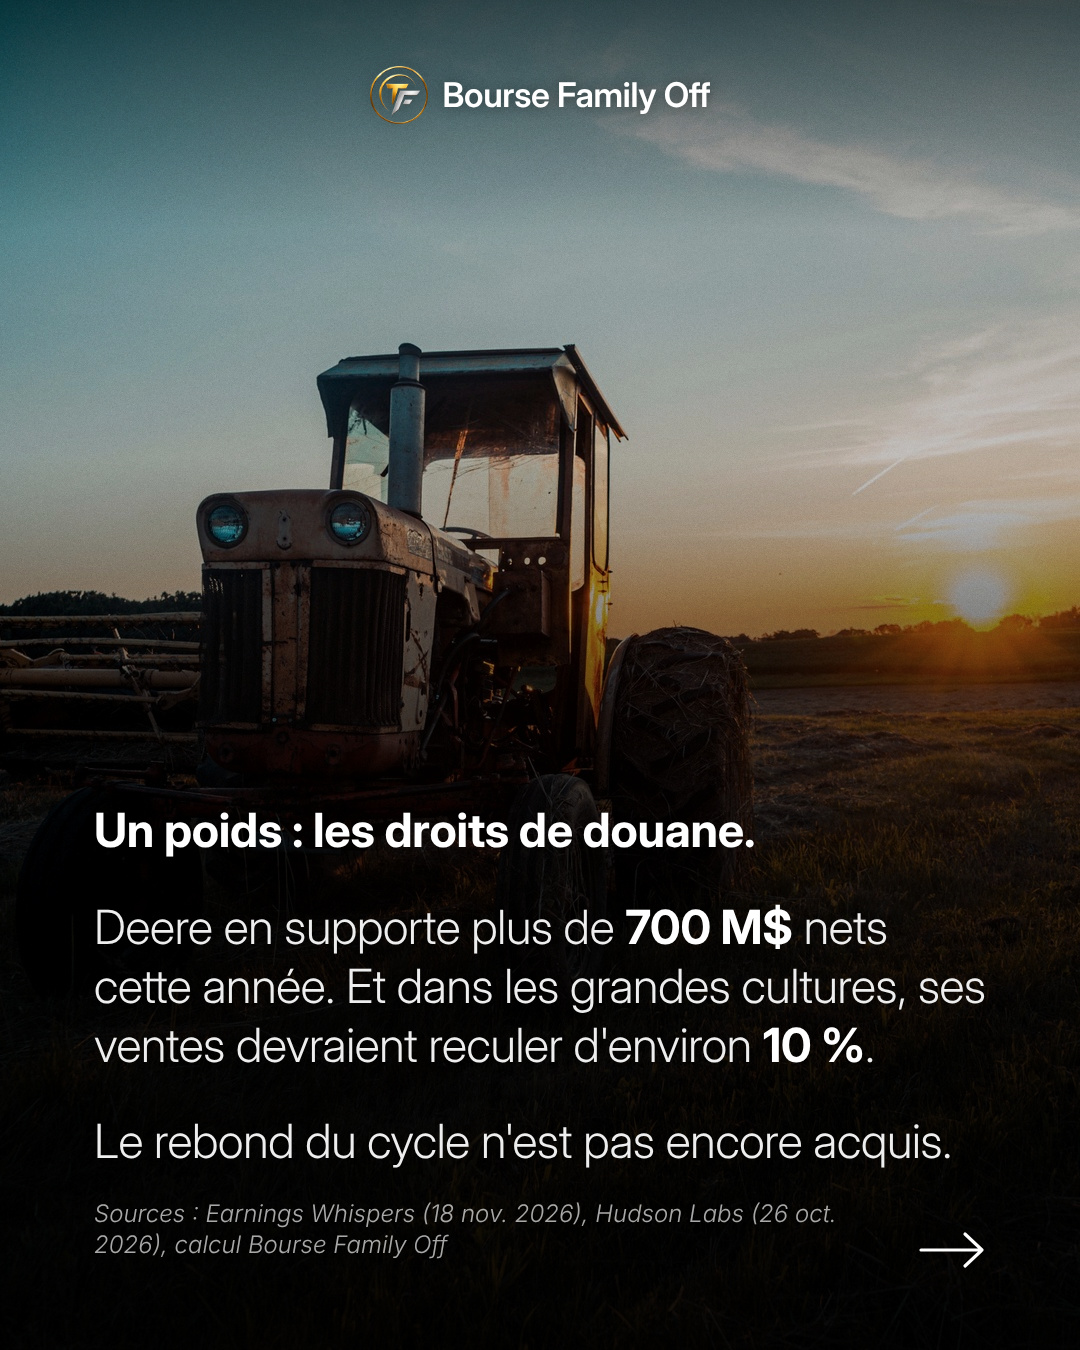 TF Bourse Family Off
Un poids : les droits de douane.
Deere en supporte plus de 700 M$ nets
cette année. Et dans les grandes cultures, ses
ventes devraient reculer d'environ 10 %.
Le rebond du cycle n'est pas encore acquis.
Sources : Earnings Whispers (18 nov. 2026), Hudson Labs (26 oct.
2026), calcul Bourse Family Off